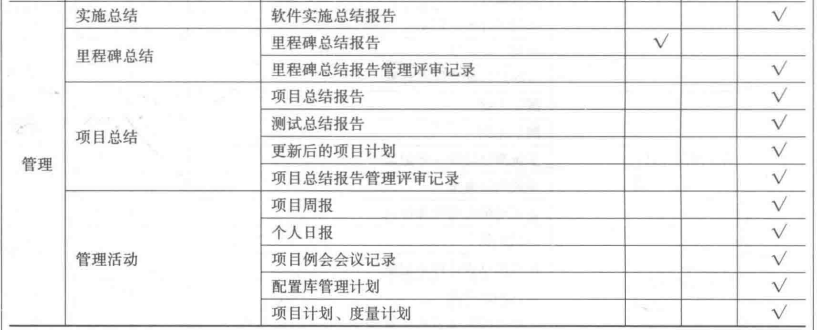 实施总结 软件实施总结报告 √
里程碑总结 里程碑总结报告 √
里程碑总结报告管理评审记录 √
项目总结 项目总结报告 √
测试总结报告 √
更新后的项目计划 √
管理 项目总结报告管理评审记录 √
管理活动 项目周报 √
个人日报 √
项目例会会议记录 √
配置库管理计划 √
项目计划、度量计划 √